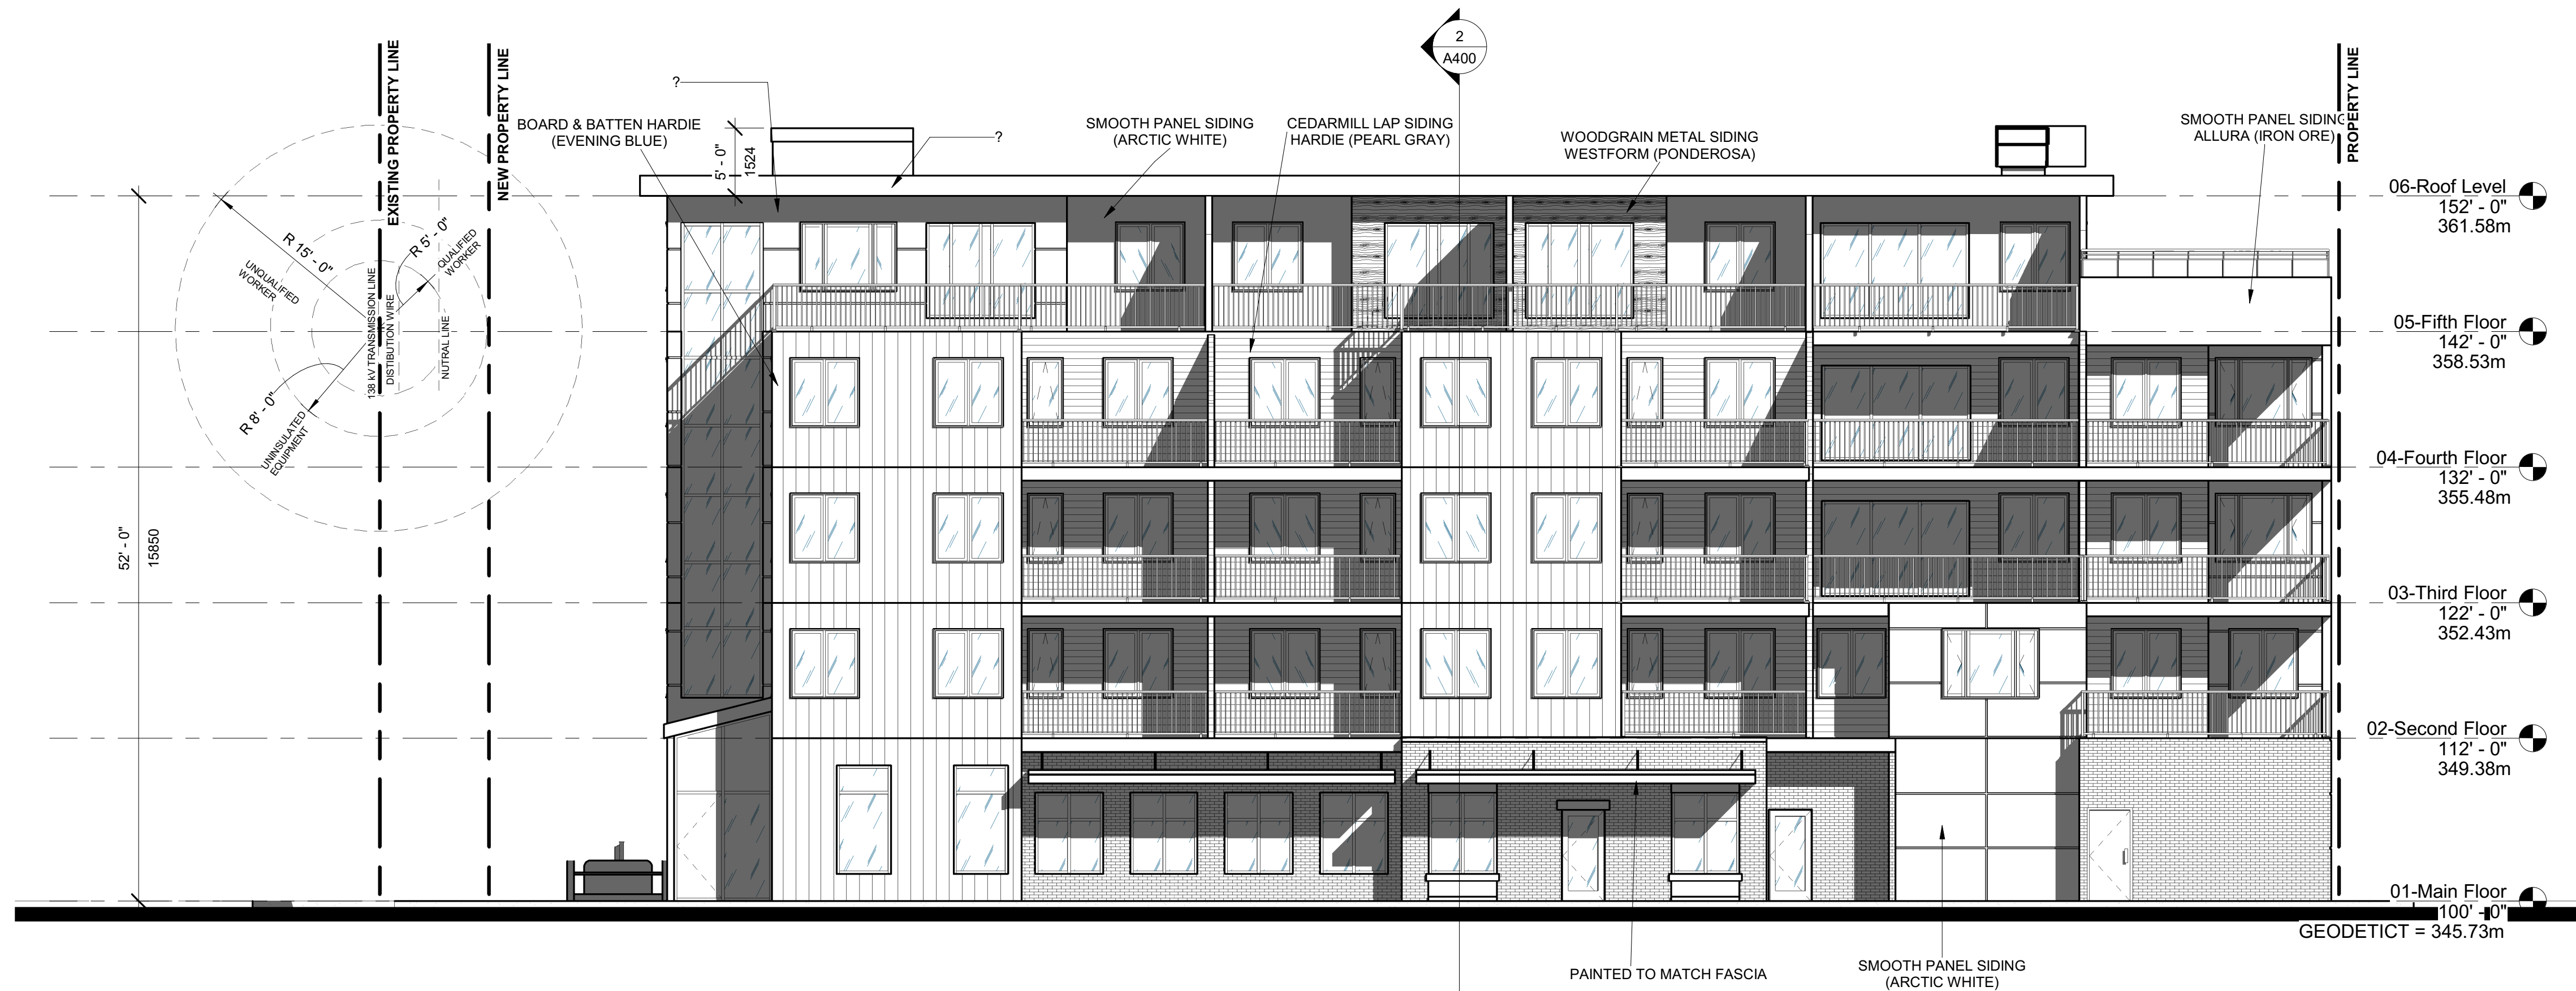 2
A400
EXISTING PROPERTY LINE
NEW PROPERTY LINE
PROPERTY LINE
?
BOARD & BATTEN HARDIE
(EVENING BLUE)
5' - 0"
1524
?
SMOOTH PANEL SIDING
(ARCTIC WHITE)
CEDARMILL LAP SIDING
HARDIE (PEARL GRAY)
WOODGRAIN METAL SIDING
WESTFORM (PONDEROSA)
SMOOTH PANEL SIDING
ALLURA (IRON ORE)
R 15' - 0"
UNQUALIFIED
WORKER
R 5' - 0"
QUALIFIED
WORKER
138 kV TRANSMISSION LINE
DISTIBUTION WIRE
NUTRAL LINE
R 8' - 0"
UNINSULATED
EQUIPMENT
52' - 0"
15850
06-Roof Level
152' - 0"
361.58m
05-Fifth Floor
142' - 0"
358.53m
04-Fourth Floor
132' - 0"
355.48m
03-Third Floor
122' - 0"
352.43m
02-Second Floor
112' - 0"
349.38m
01-Main Floor
100' - 0"
GEODETICT = 345.73m
PAINTED TO MATCH FASCIA
SMOOTH PANEL SIDING
(ARCTIC WHITE)